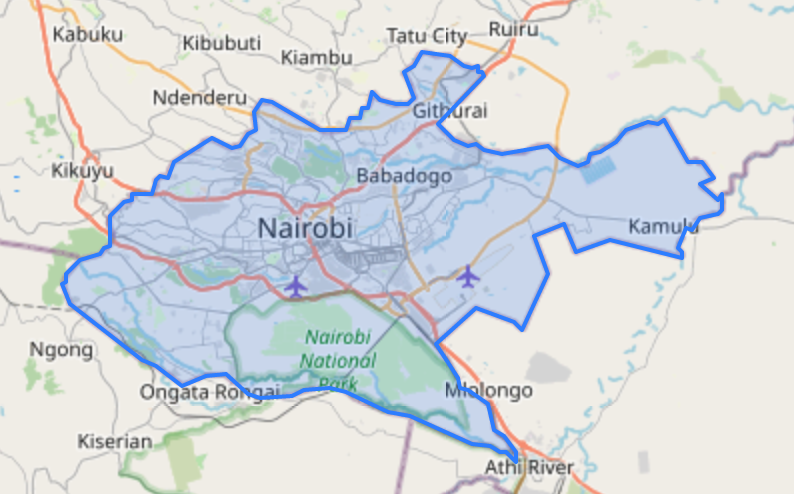 Kabuku
Kibubuti
Kiambu
Tatu City
Ruiru
Ndenderu
Githurai
Kikuyu
Babadogo
Nairobi
Kamulu
Nairobi
National
Park
Ngong
Ongata Rongai
Mlolongo
Kiserian
Athi River